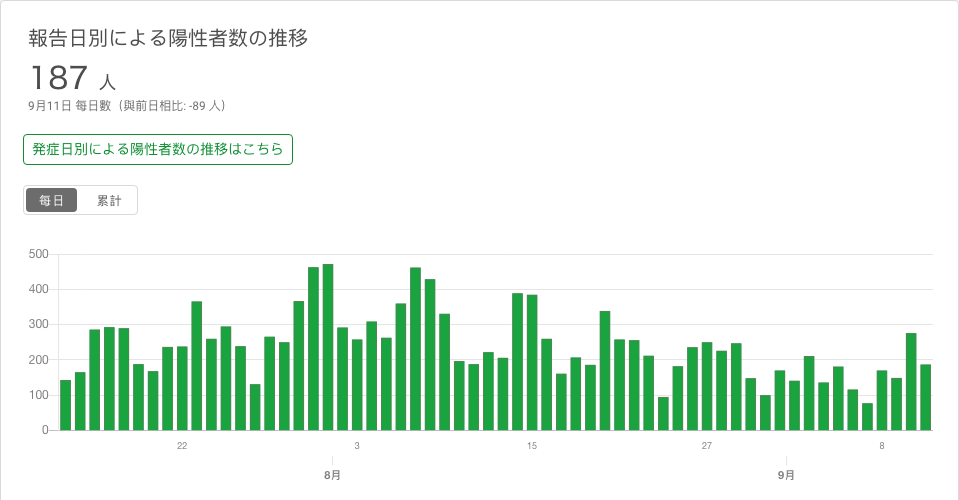 報告日別による陽性者数の推移
187 人
9月11日 每日數（與前日相比: -89 人）
発症日別による陽性者数の推移はこちら
每日 累計
500
400
300
200
100
0
22 3 15 27 8
8月 9月